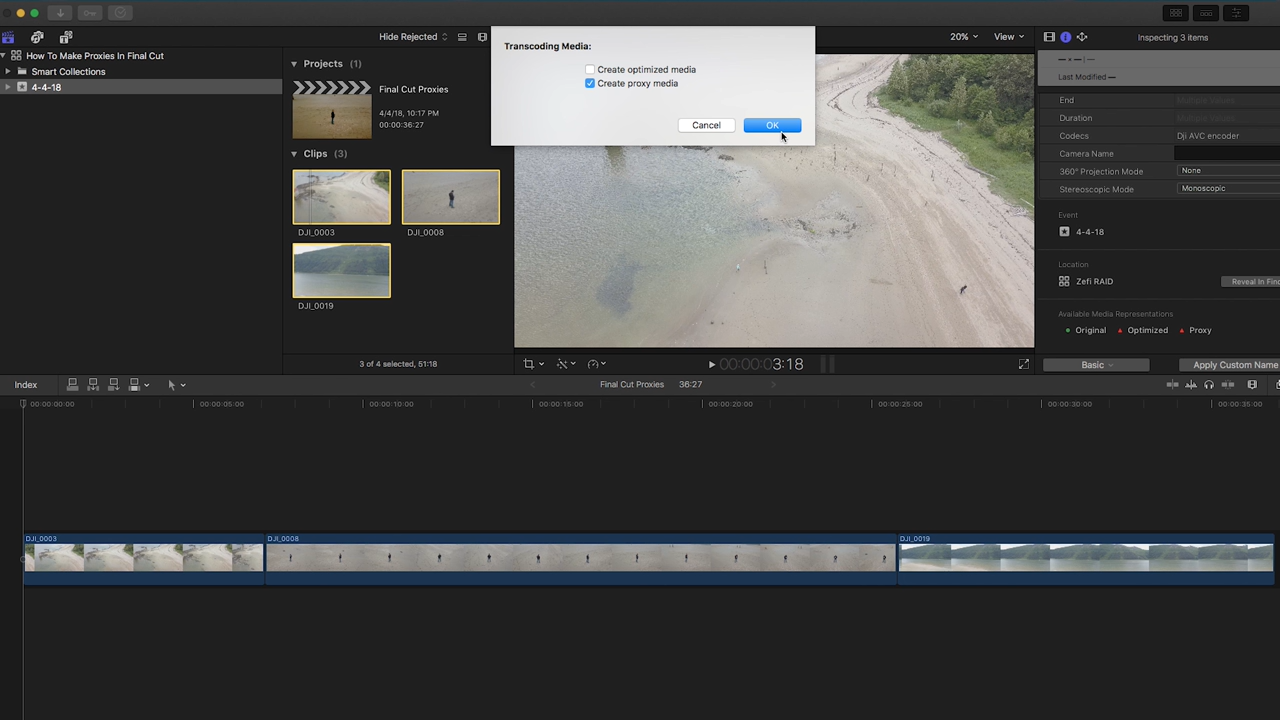 Hide Rejected
20%
View
Inspecting 3 items
How To Make Proxies In Final Cut
Smart Collections
4-4-18
Projects (1)
Final Cut Proxies
4/4/18, 10:17 PM
00:00:36:27
Clips (3)
DJI_0003
DJI_0008
DJI_0019
3 of 4 selected, 51:18
Transcoding Media:
Create optimized media
Create proxy media
Cancel
OK
00:00:03:18
Last Modified
End
Multiple Values
Duration
Multiple Values
Codecs
Dji AVC encoder
Camera Name
360° Projection Mode
None
Stereoscopic Mode
Monoscopic
Event
4-4-18
Location
Zefi RAID
Reveal In Fin
Available Media Representations
Original
Optimized
Proxy
Basic
Apply Custom Name
Index
Final Cut Proxies
36:27
00:00:00:00
00:00:05:00
00:00:10:00
00:00:15:00
00:00:20:00
00:00:25:00
00:00:30:00
00:00:35:00
DJI_0003
DJI_0008
DJI_0019